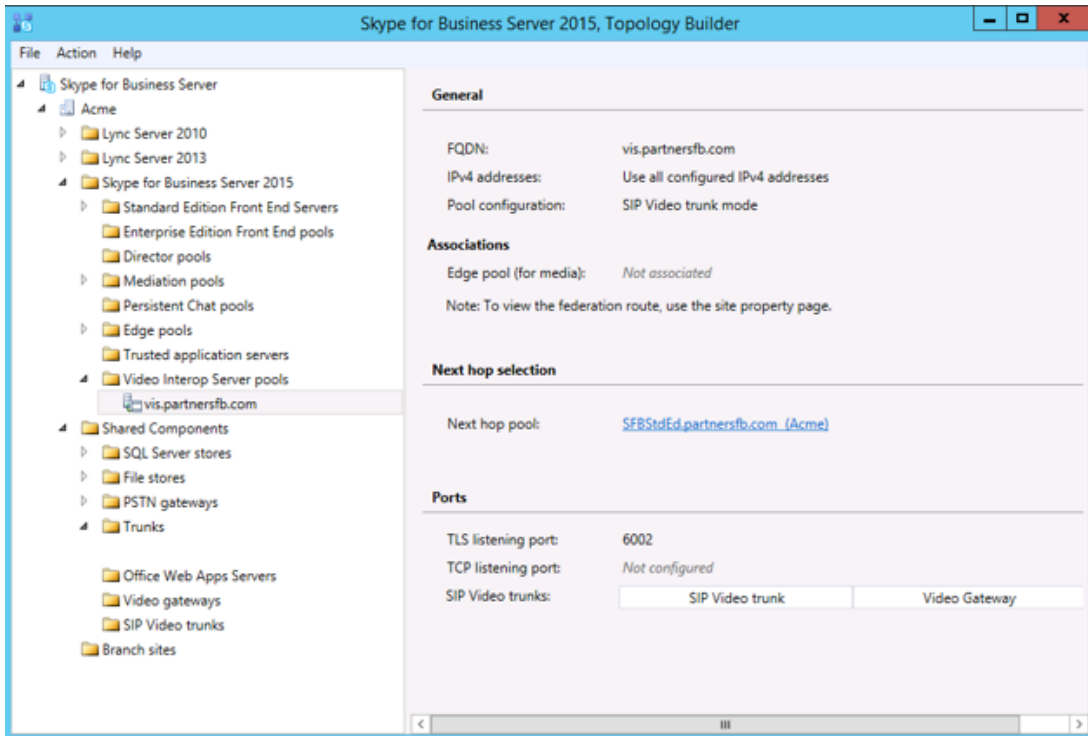 Skype for Business Server 2015, Topology Builder
File Action Help
Skype for Business Server
Acme
Lync Server 2010
Lync Server 2013
Skype for Business Server 2015
Standard Edition Front End Servers
Enterprise Edition Front End pools
Director pools
Mediation pools
Persistent Chat pools
Edge pools
Trusted application servers
Video Interop Server pools
vis.partnersfb.com
Shared Components
SQL Server stores
File stores
PSTN gateways
Trunks
Office Web Apps Servers
Video gateways
SIP Video trunks
Branch sites
General
FQDN: vis.partnersfb.com
IPv4 addresses: Use all configured IPv4 addresses
Pool configuration: SIP Video trunk mode
Associations
Edge pool (for media): Not associated
Note: To view the federation route, use the site property page.
Next hop selection
Next hop pool: SFBStdEd.partnersfb.com (Acme)
Ports
TLS listening port: 6002
TCP listening port: Not configured
SIP Video trunks: SIP Video trunk Video Gateway